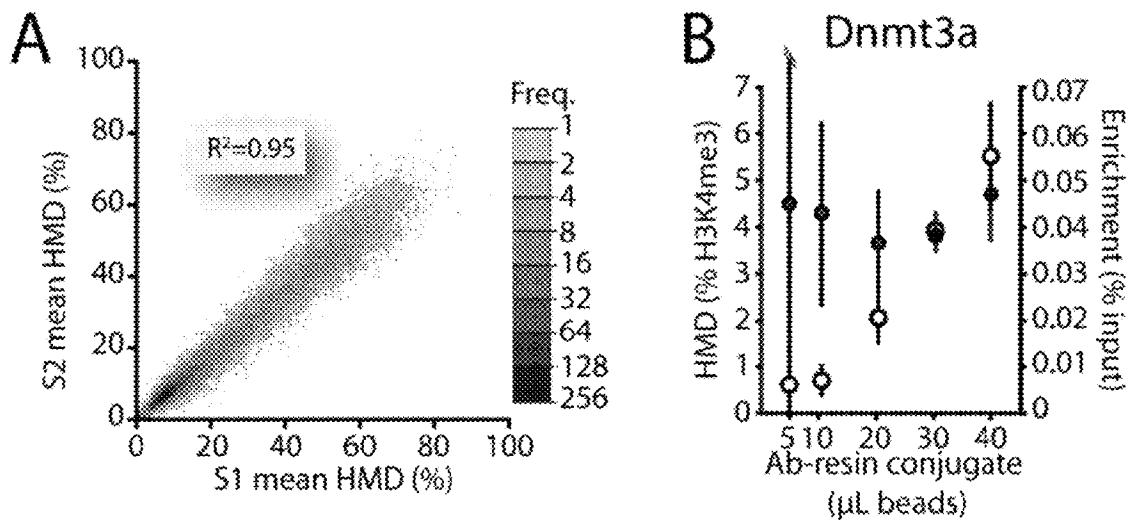 A
100
80
60
40
20
0
S2 mean HMD (%)
R²=0.95
0 20 40 60 80 100
S1 mean HMD (%)
Freq.
1
2
4
8
16
32
64
128
256
B
Dnmt3a
HMD (% H3K4me3)
7
6
5
4
3
2
1
0
0.07
0.06
0.05
0.04
0.03
0.02
0.01
0
Enrichment (% input)
5 10 20 30 40
Ab-resin conjugate
(µL beads)